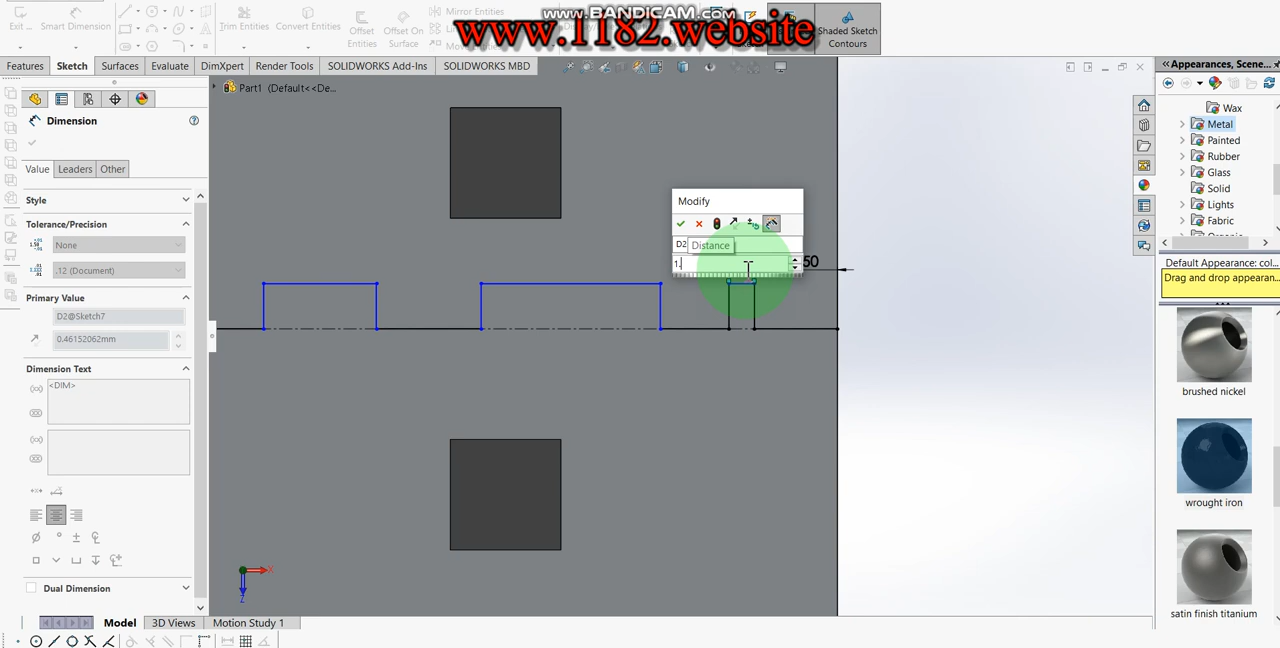 www.BANDICAM.com
www.1182.website
Exit ...
Smart Dimension
Trim Entities
Convert Entities
Offset
Entities
Offset On
Surface
Mirror Entities
Shaded Sketch
Contours
Features
Sketch
Surfaces
Evaluate
DimXpert
Render Tools
SOLIDWORKS Add-Ins
SOLIDWORKS MBD
Appearances, Scene...
Part1 (Default<<De...
Dimension
Value
Leaders
Other
Style
Tolerance/Precision
None
.12 (Document)
Primary Value
D2@Sketch7
0.46152062mm
Dimension Text
<DIM>
Dual Dimension
Modify
D2
Distance
1.
50
Wax
Metal
Painted
Rubber
Glass
Solid
Lights
Fabric
Default Appearance: col...
Drag and drop appearan...
brushed nickel
wrought iron
satin finish titanium
X
Z
Model
3D Views
Motion Study 1